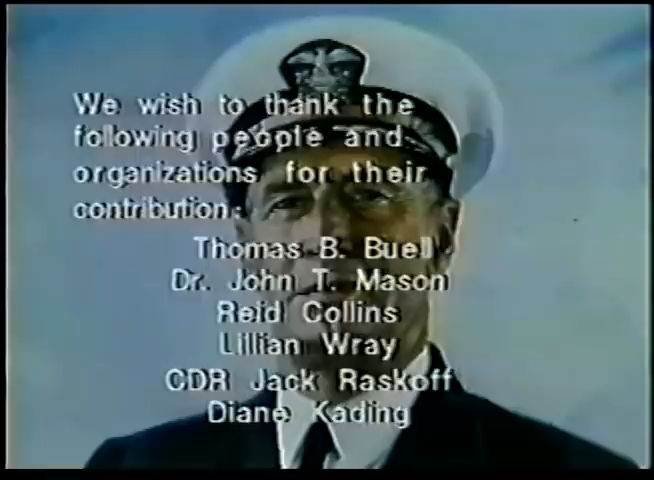 We wish to thank the
following people and
organizations for their
contribution:
Thomas B. Buell
Dr. John T. Mason
Reid Collins
Lillian Wray
CDR Jack Raskoff
Diane Kading